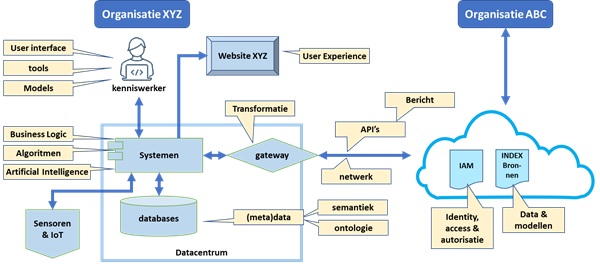 Organisatie XYZ
Organisatie ABC
User interface
tools
Models
kenniswerker
Website XYZ
User Experience
Bericht
Transformatie
API's
Business Logic
Algoritmen
Artificial Intelligence
Systemen
gateway
netwerk
IAM
INDEX
Bron-
nen
Identity,
access &
autorisatie
Data &
modellen
Sensoren
& IoT
databases
(meta)data
semantiek
ontologie
Datacentrum